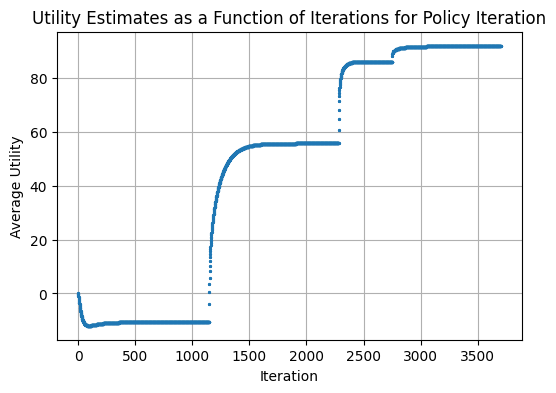 Utility Estimates as a Function of Iterations for Policy Iteration
80
60
40
20
0
Average Utility
0 500 1000 1500 2000 2500 3000 3500
Iteration